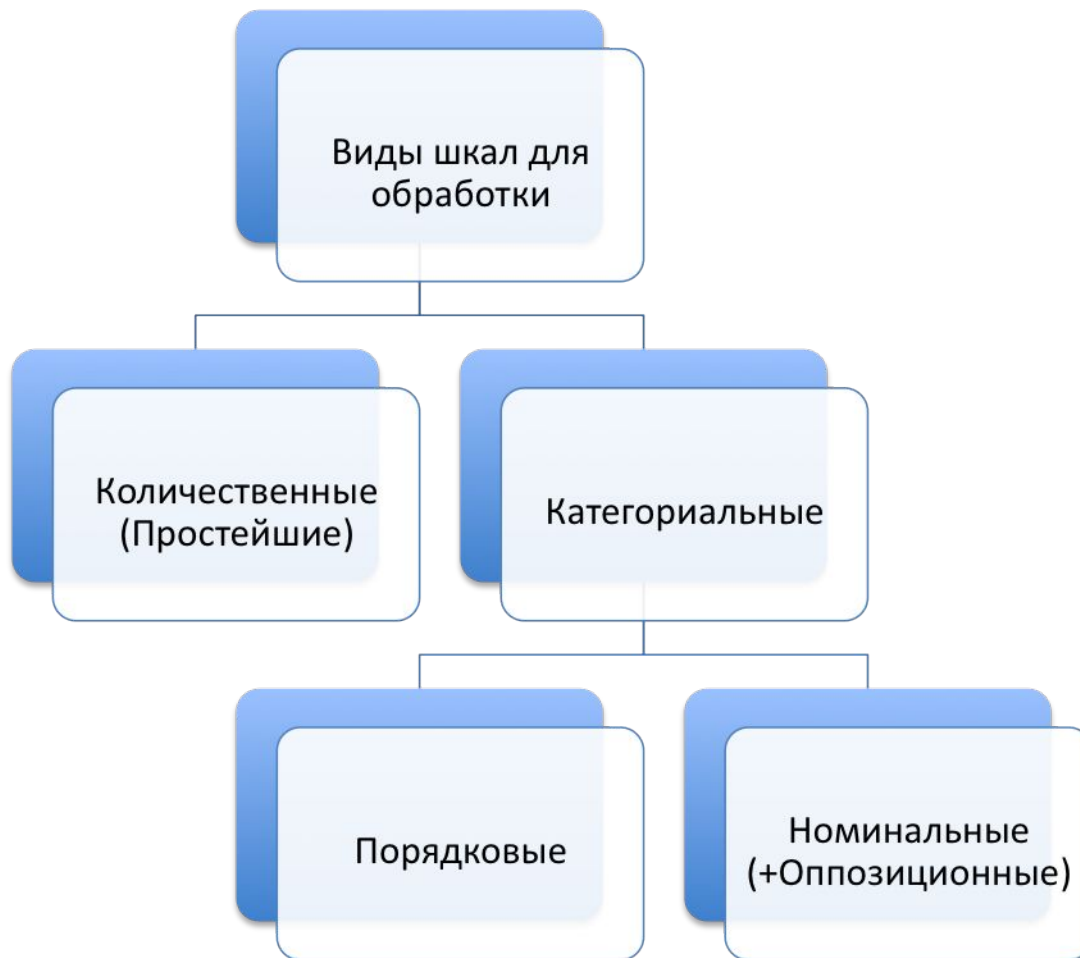 Виды шкал для
обработки
Количественные
(Простейшие)
Категориальные
Порядковые
Номинальные
(+Оппозиционные)